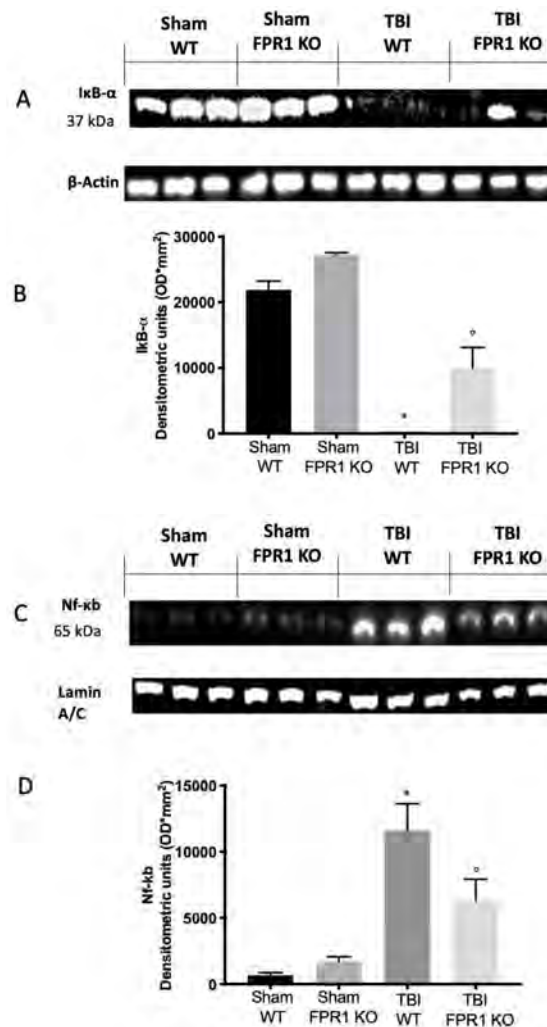 Sham
WT
Sham
FPR1 KO
TBI
WT
TBI
FPR1 KO
A
IκB-α
37 kDa
β-Actin
B
IkB-α
Densitometric units (OD*mm²)
30000
20000
10000
0
*
°
Sham
WT
Sham
FPR1 KO
TBI
WT
TBI
FPR1 KO
Sham
WT
Sham
FPR1 KO
TBI
WT
TBI
FPR1 KO
C
Nf-κb
65 kDa
Lamin
A/C
D
Nf-kb
Densitometric units (OD*mm²)
15000
10000
5000
0
*
°
Sham
WT
Sham
FPR1 KO
TBI
WT
TBI
FPR1 KO